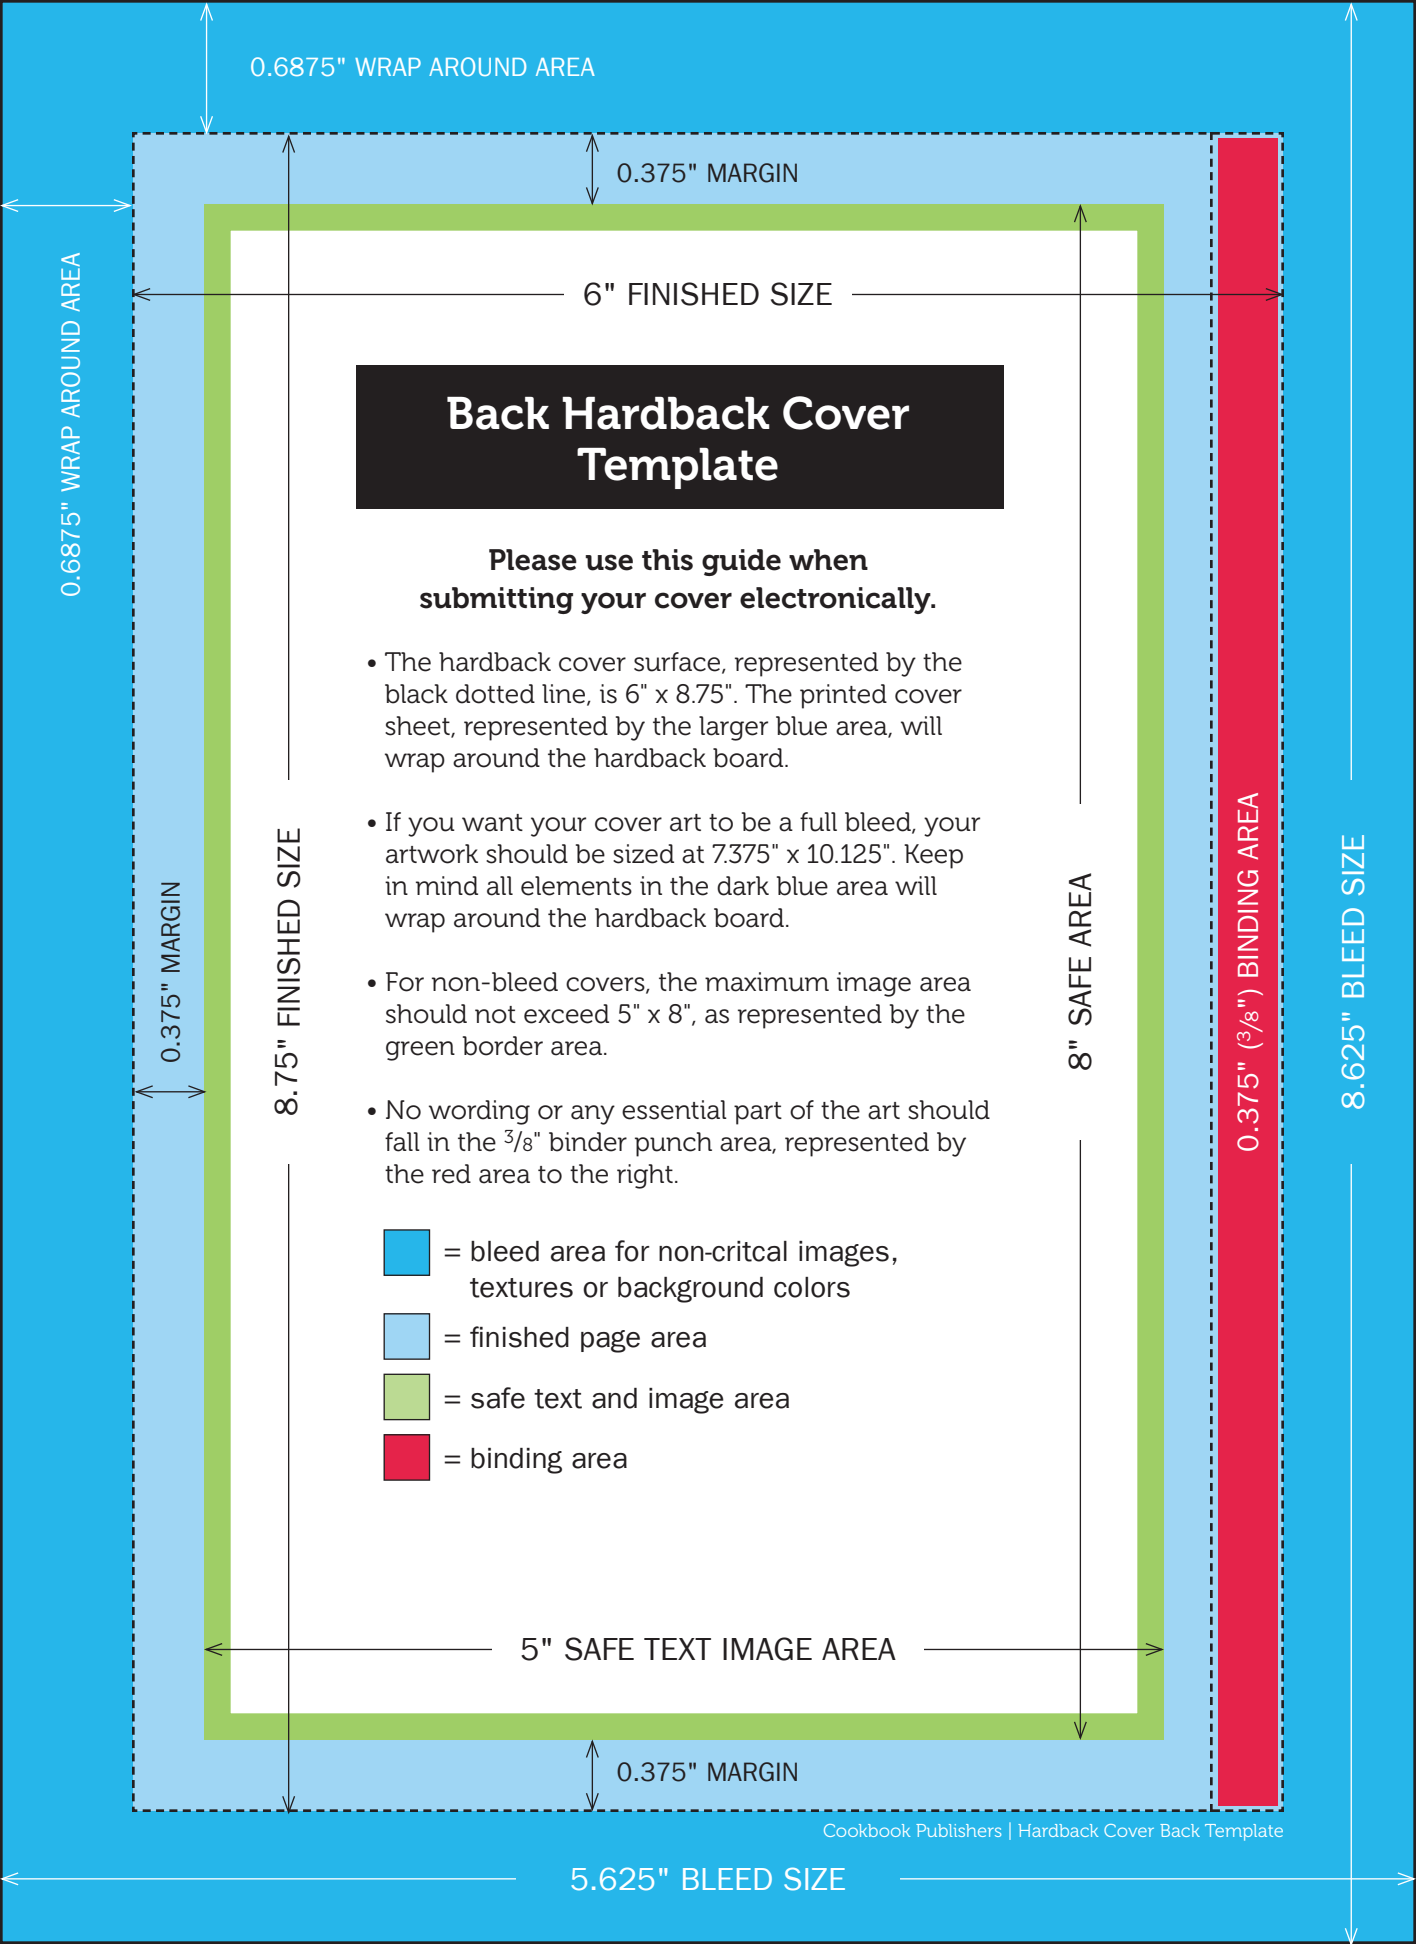 0.6875" WRAP AROUND AREA
0.375" MARGIN
0.6875" WRAP AROUND AREA
6" FINISHED SIZE
Back Hardback Cover
Template
Please use this guide when
submitting your cover electronically.
• The hardback cover surface, represented by the
black dotted line, is 6" x 8.75". The printed cover
sheet, represented by the larger blue area, will
wrap around the hardback board.
• If you want your cover art to be a full bleed, your
artwork should be sized at 7.375" x 10.125". Keep
in mind all elements in the dark blue area will
wrap around the hardback board.
• For non-bleed covers, the maximum image area
should not exceed 5" x 8", as represented by the
green border area.
• No wording or any essential part of the art should
fall in the 3/8" binder punch area, represented by
the red area to the right.
0.375" MARGIN
8.75" FINISHED SIZE
8" SAFE AREA
0.375" (3/8") BINDING AREA
8.625" BLEED SIZE
= bleed area for non-critcal images,
textures or background colors
= finished page area
= safe text and image area
= binding area
5" SAFE TEXT IMAGE AREA
0.375" MARGIN
Cookbook Publishers | Hardback Cover Back Template
5.625" BLEED SIZE